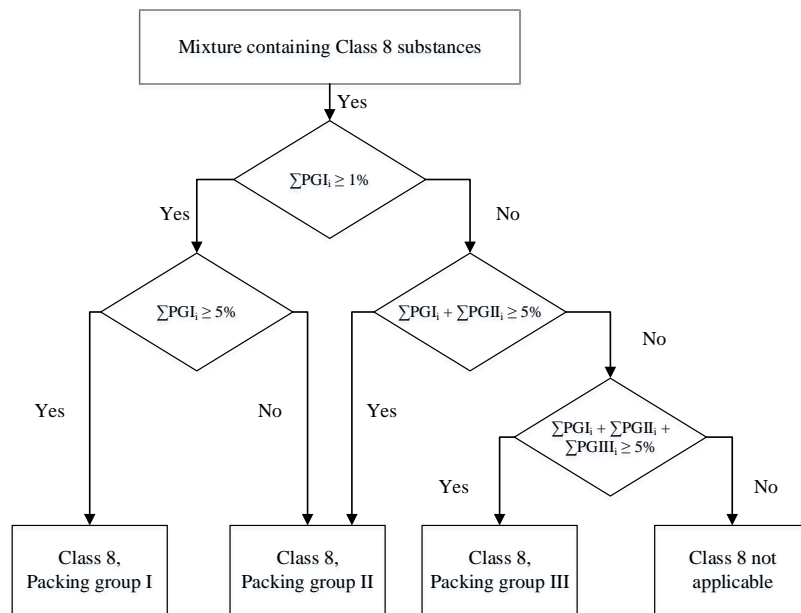 Mixture containing Class 8 substances
Yes
∑PGIᵢ ≥ 1%
Yes
No
∑PGIᵢ ≥ 5%
∑PGIᵢ + ∑PGIIᵢ ≥ 5%
No
Yes
No
Yes
∑PGIᵢ + ∑PGIIᵢ +
∑PGIIIᵢ ≥ 5%
Yes
No
Class 8,
Packing group I
Class 8,
Packing group II
Class 8,
Packing group III
Class 8 not
applicable